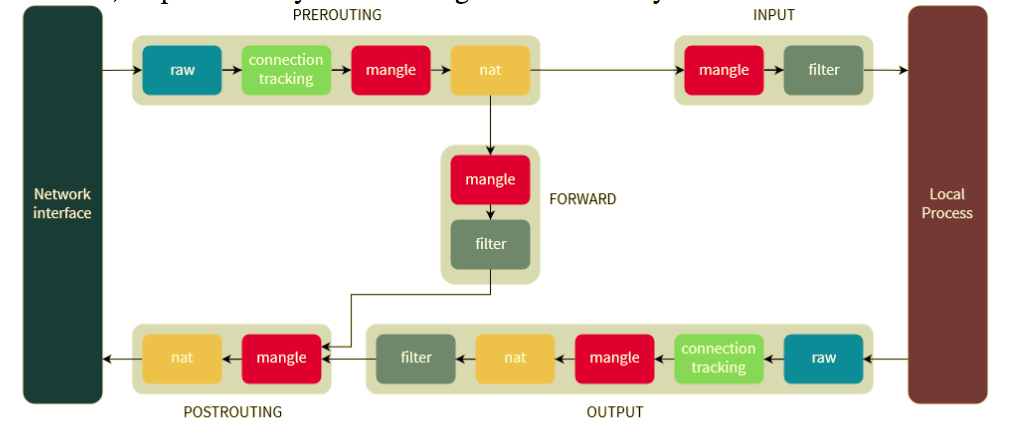 PREROUTING
INPUT
raw
connection
tracking
mangle
nat
mangle
filter
Network
interface
mangle
FORWARD
filter
Local
Process
nat
mangle
filter
nat
mangle
connection
tracking
raw
POSTROUTING
OUTPUT